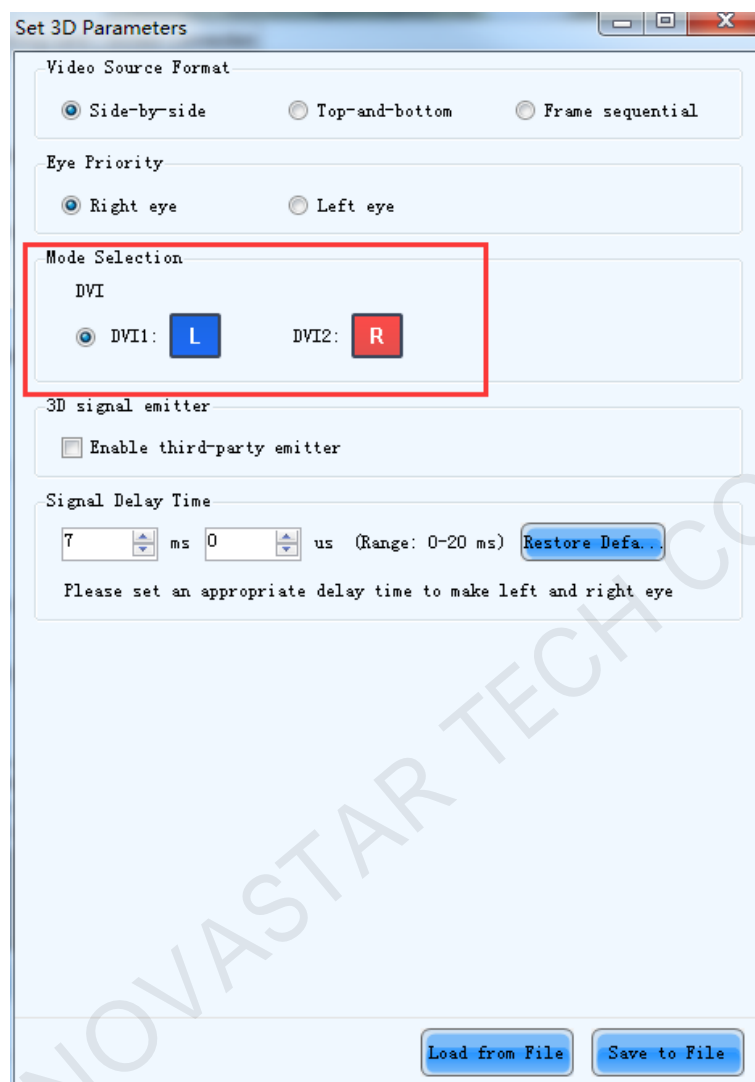 Set 3D Parameters
Video Source Format
Side-by-side Top-and-bottom Frame sequential
Eye Priority
Right eye Left eye
Mode Selection
DVI
DVI1: L DVI2: R
3D signal emitter
Enable third-party emitter
Signal Delay Time
7 ms 0 us (Range: 0-20 ms) Restore Defa...
Please set an appropriate delay time to make left and right eye
NOVASTAR TECH CO
Load from File Save to File